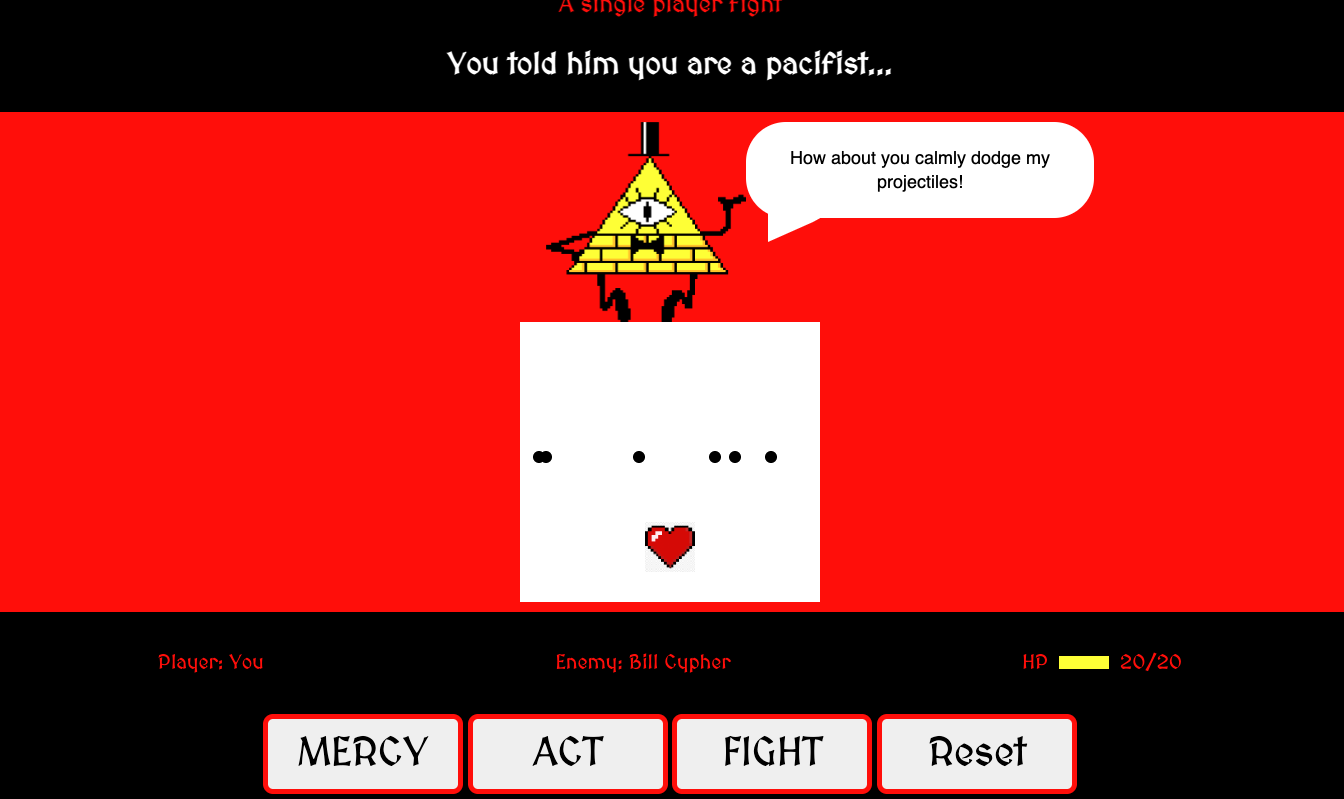 A single player fight
You told him you are a pacifist...
How about you calmly dodge my
projectiles!
Player: You
Enemy: Bill Cypher
HP
20/20
MERCY
ACT
FIGHT
Reset